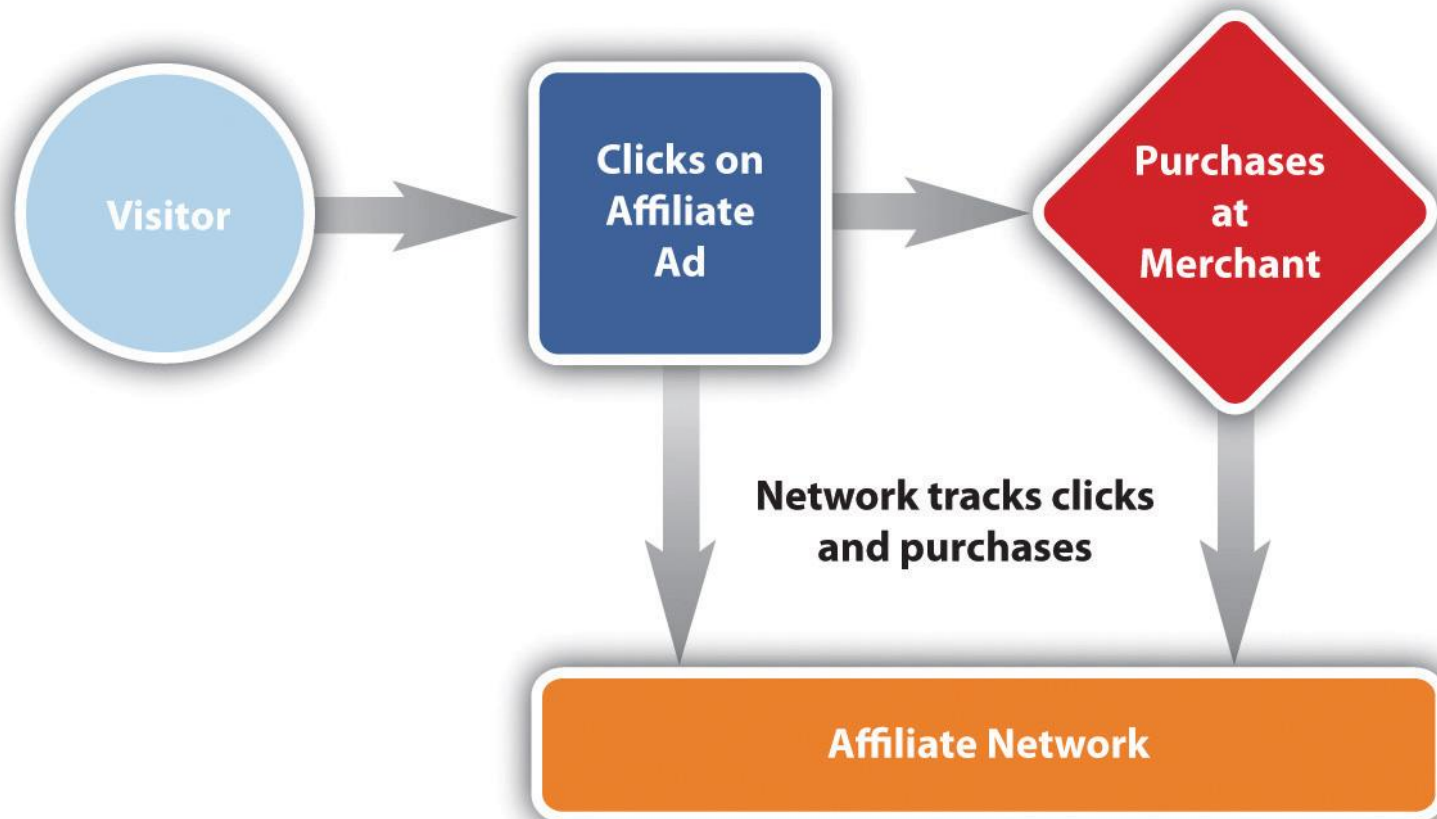 Visitor
Clicks on
Affiliate
Ad
Purchases
at
Merchant
Network tracks clicks
and purchases
Affiliate Network